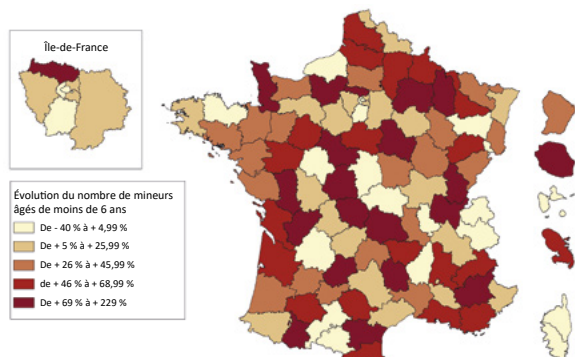 Île-de-France
Évolution du nombre de mineurs
âgés de moins de 6 ans
De - 40 % à + 4,99 %
De + 5 % à + 25,99 %
De + 26 % à + 45,99 %
de + 46 % à + 68,99 %
De + 69 % à + 229 %